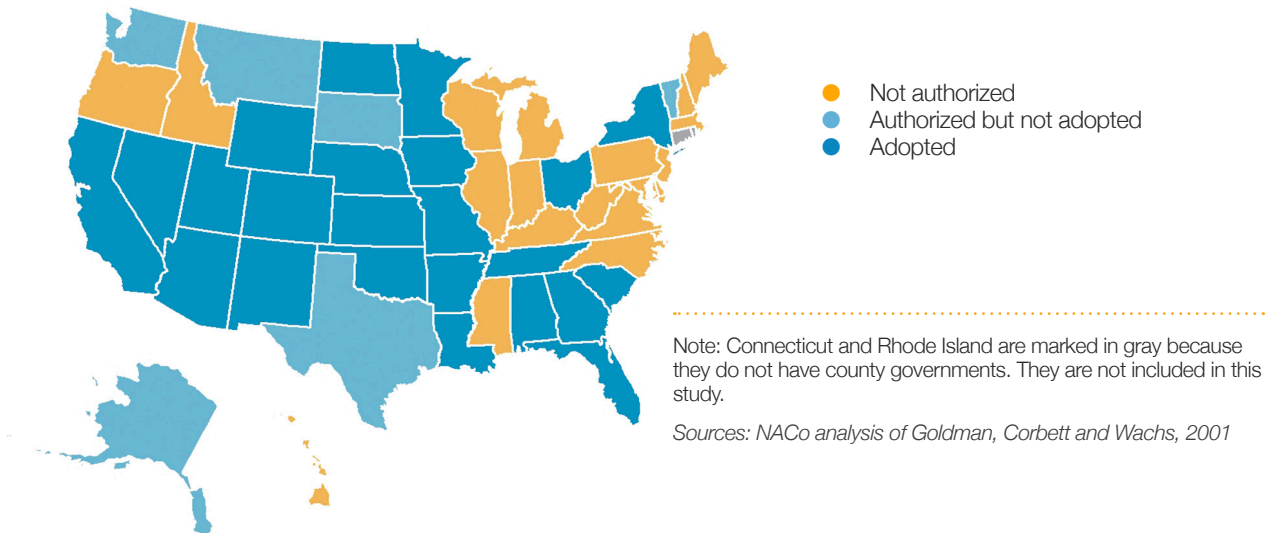 Not authorized
Authorized but not adopted
Adopted
Note: Connecticut and Rhode Island are marked in gray because
they do not have county governments. They are not included in this
study.
Sources: NACo analysis of Goldman, Corbett and Wachs, 2001